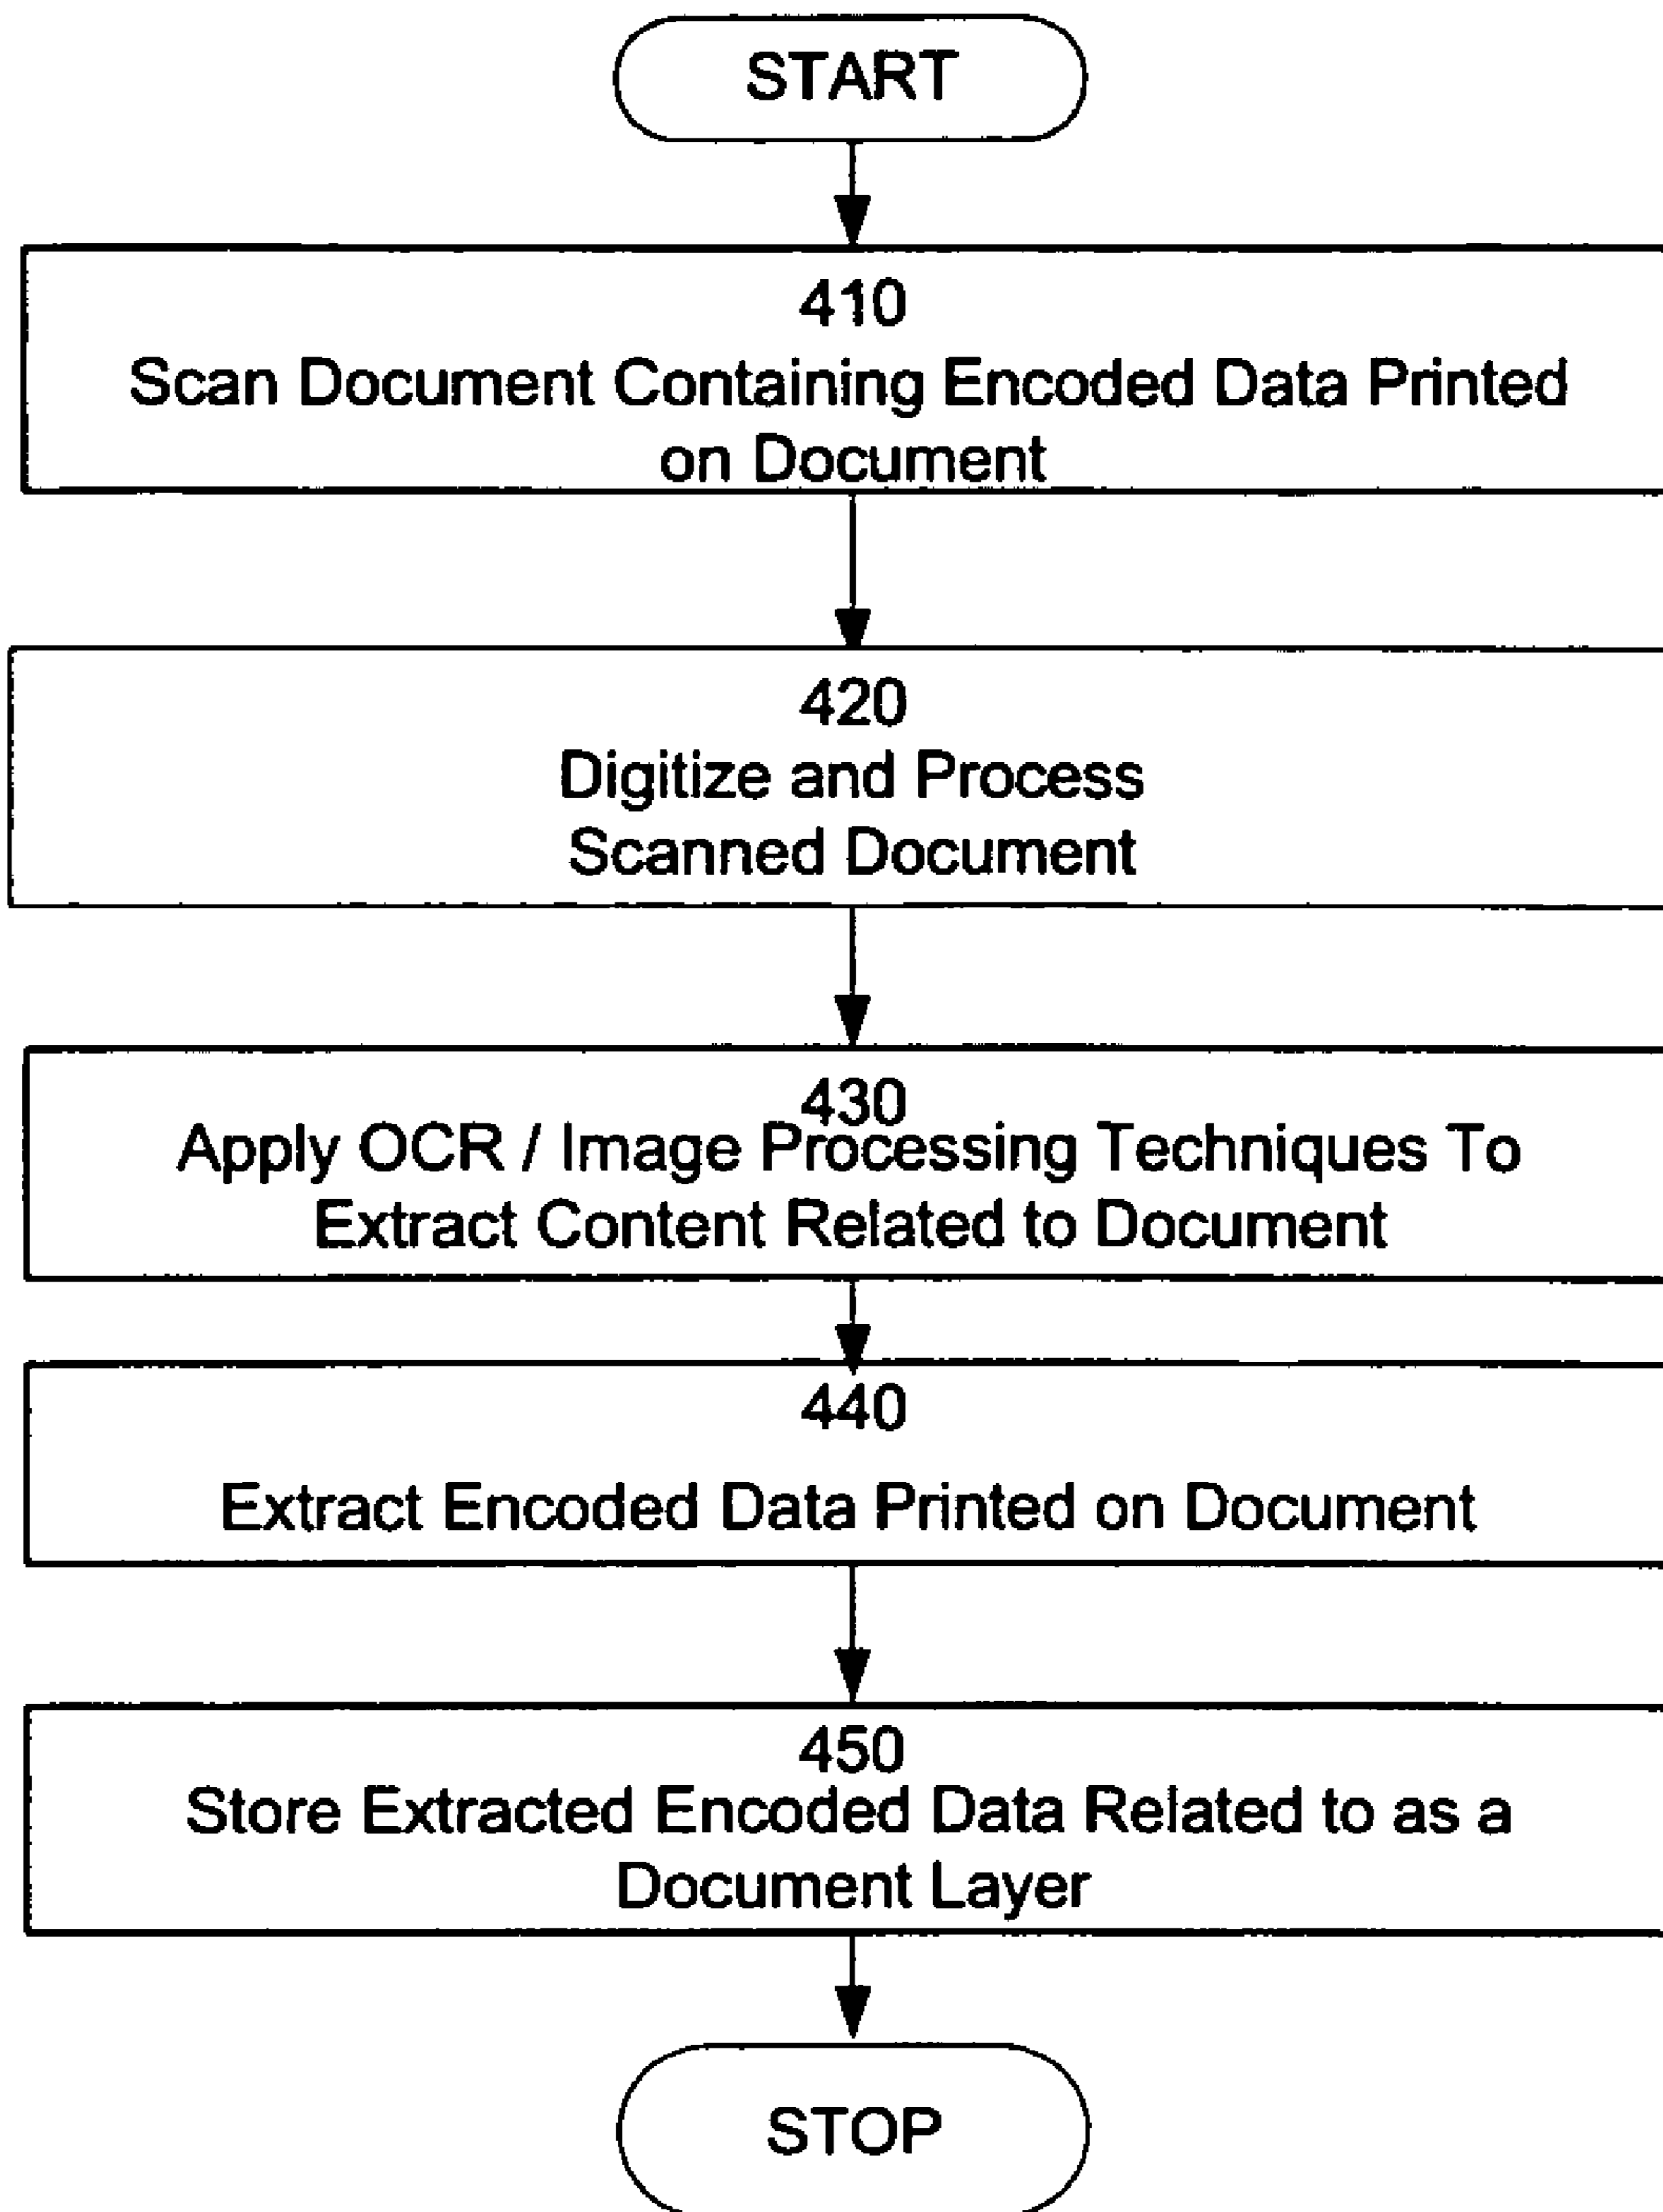 START
410
Scan Document Containing Encoded Data Printed
on Document
420
Digitize and Process
Scanned Document
430
Apply OCR / Image Processing Techniques To
Extract Content Related to Document
440
Extract Encoded Data Printed on Document
450
Store Extracted Encoded Data Related to as a
Document Layer
STOP